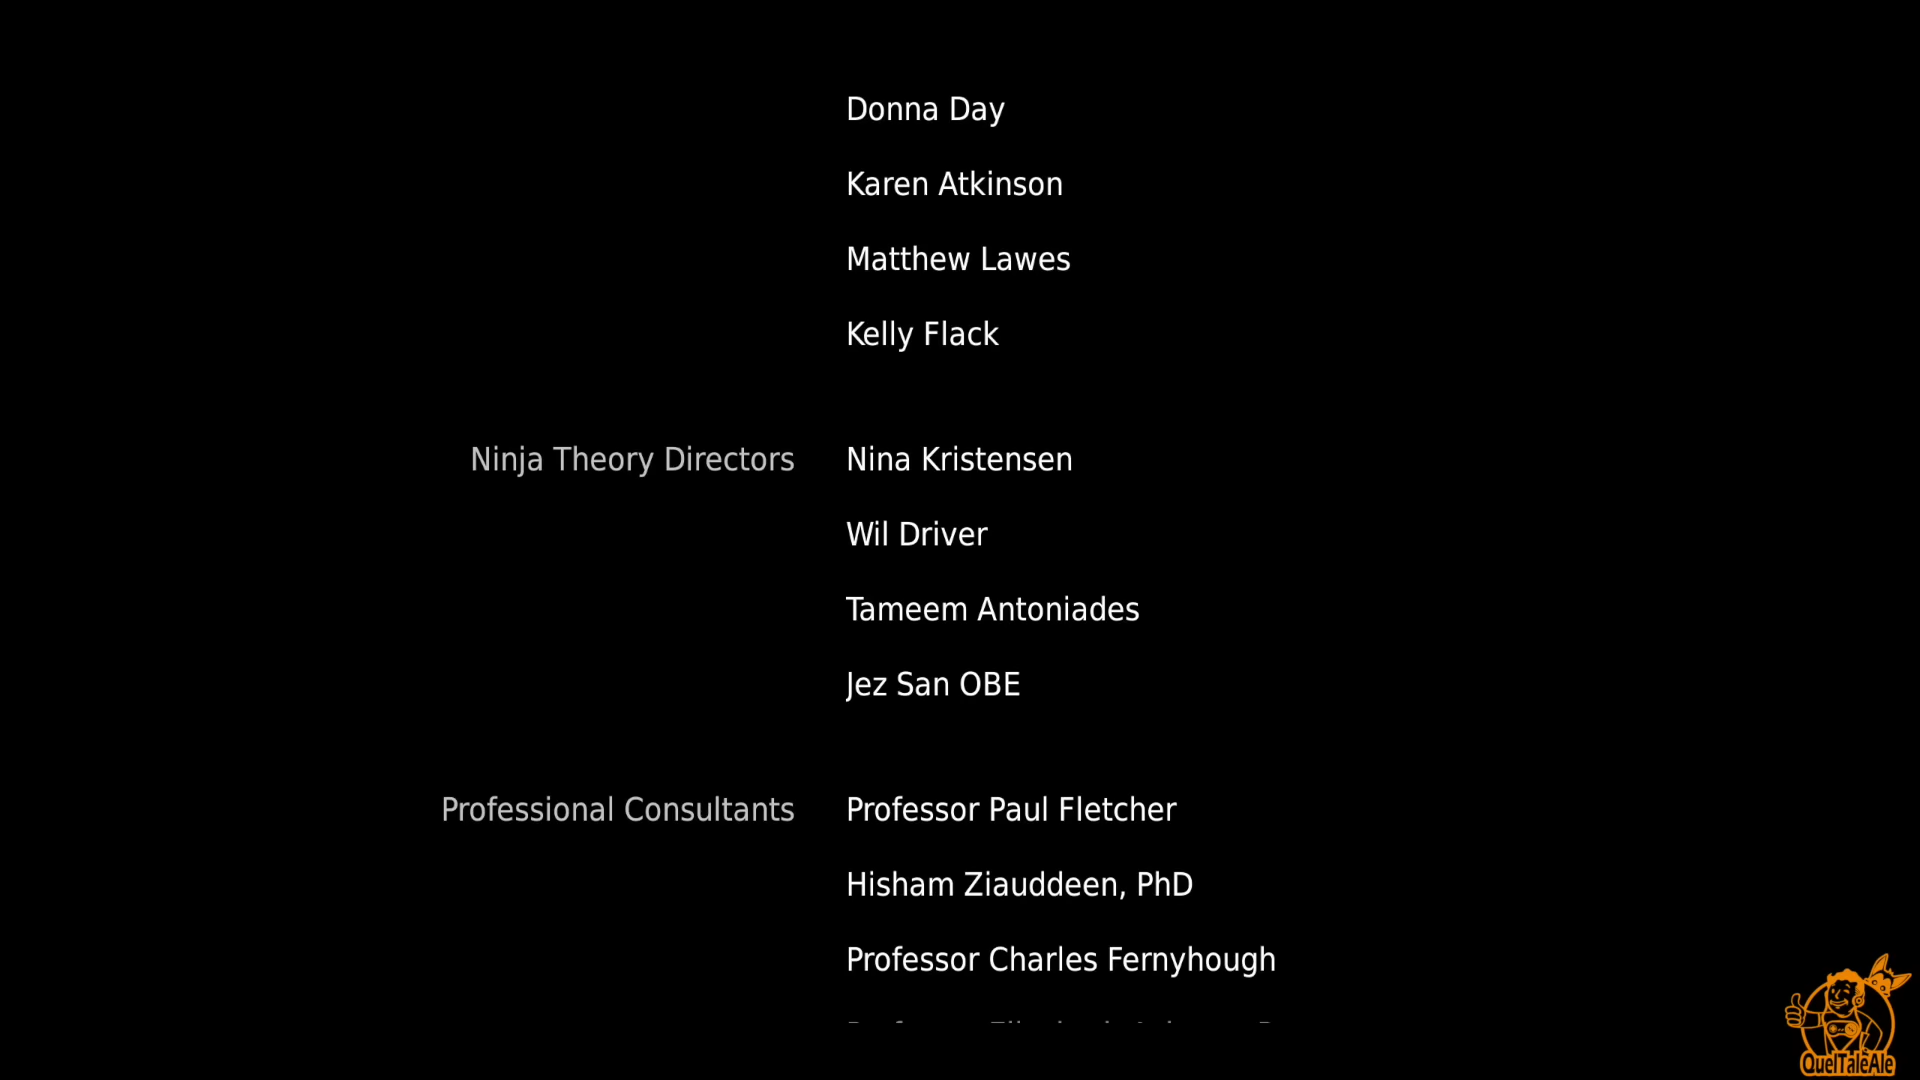 Donna Day
Karen Atkinson
Matthew Lawes
Kelly Flack
Ninja Theory Directors Nina Kristensen
Wil Driver
Tameem Antoniades
Jez San OBE
Professional Consultants Professor Paul Fletcher
Hisham Ziauddeen, PhD
Professor Charles Fernyhough
QuelTaleAle